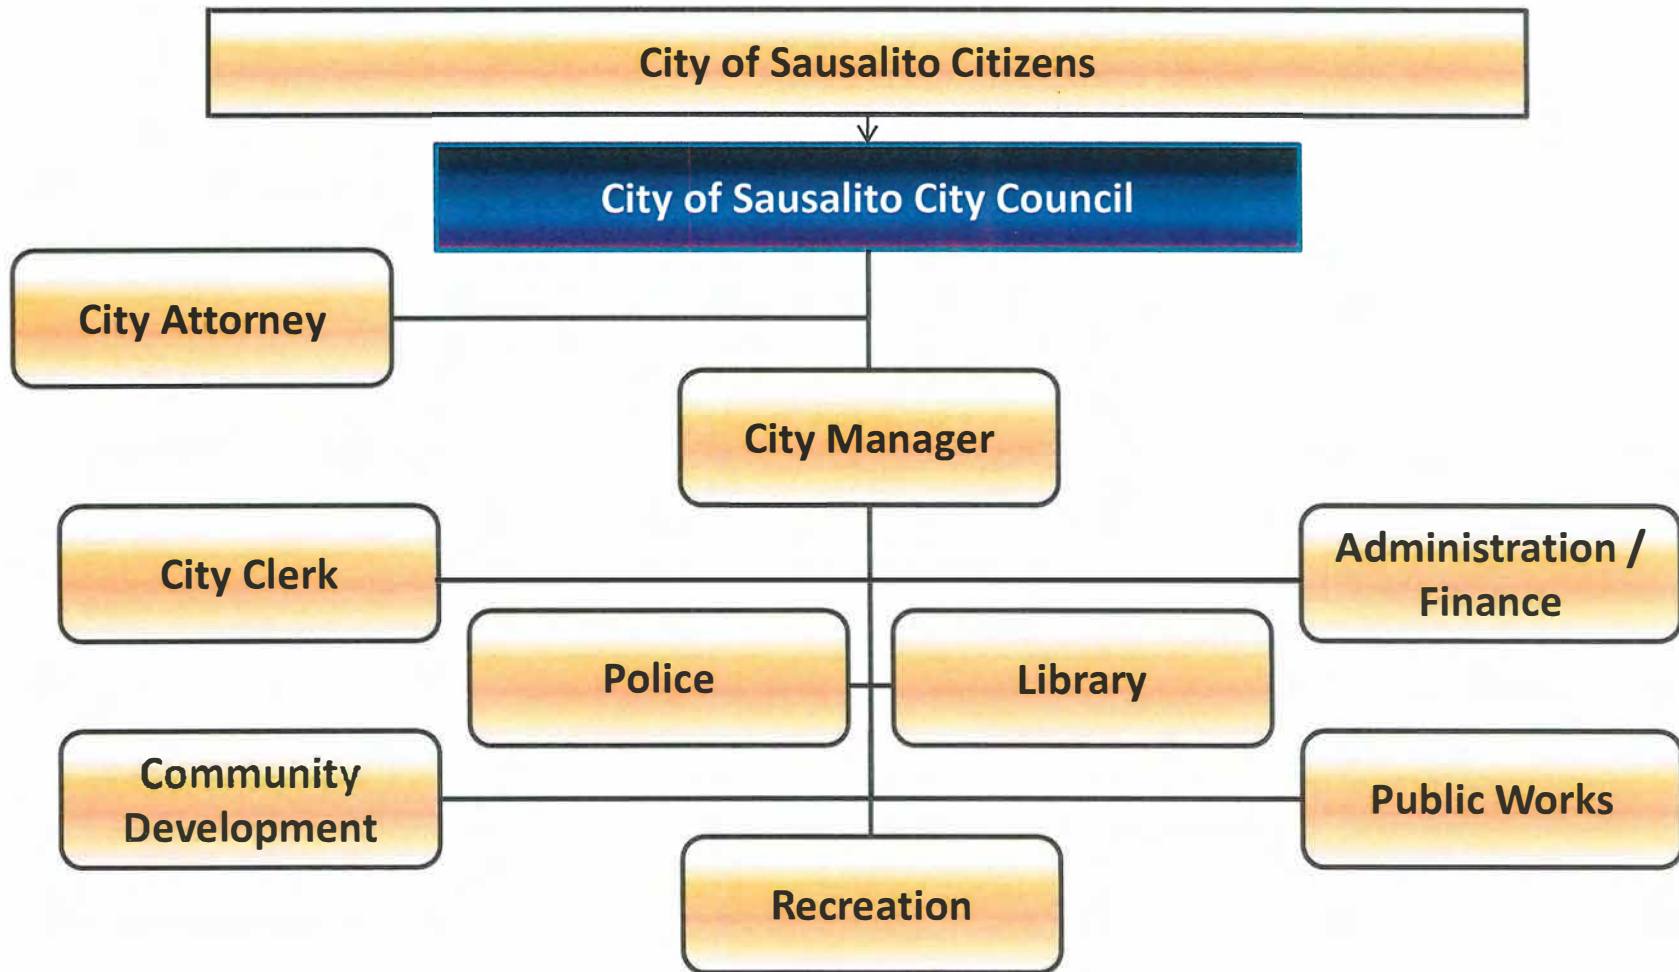 City of Sausalito Citizens
City of Sausalito City Council
City Attorney
City Manager
City Clerk
Administration /
Finance
Police
Library
Community
Development
Public Works
Recreation